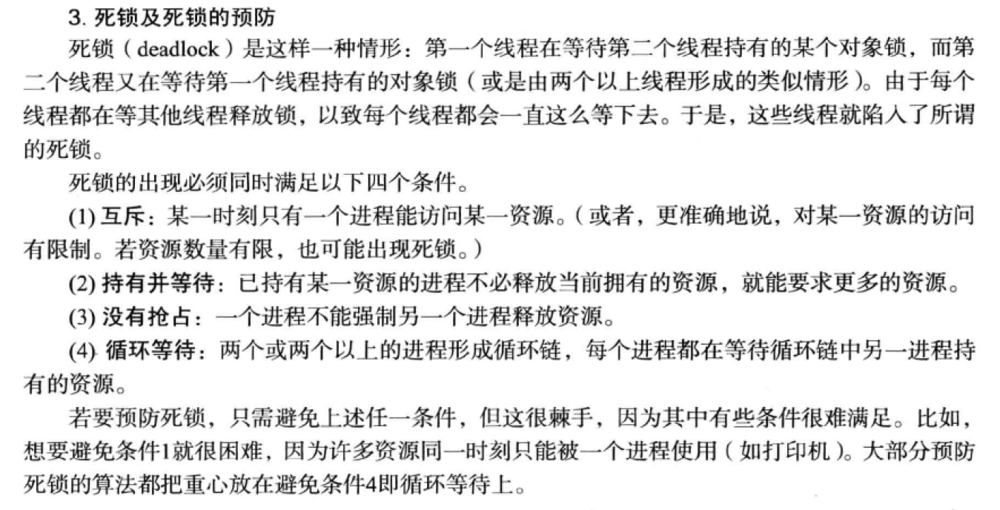 3. 死锁及死锁的预防
死锁（deadlock）是这样一种情形：第一个线程在等待第二个线程持有的某个对象锁，而第
二个线程又在等待第一个线程持有的对象锁（或是由两个以上线程形成的类似情形）。由于每个
线程都在等其他线程释放锁，以致每个线程都会一直这么等下去。于是，这些线程就陷入了所谓
的死锁。
死锁的出现必须同时满足以下四个条件。
(1) 互斥：某一时刻只有一个进程能访问某一资源。（或者，更准确地说，对某一资源的访问
有限制。若资源数量有限，也可能出现死锁。）
(2) 持有并等待：已持有某一资源的进程不必释放当前拥有的资源，就能要求更多的资源。
(3) 没有抢占：一个进程不能强制另一个进程释放资源。
(4) 循环等待：两个或两个以上的进程形成循环链，每个进程都在等待循环链中另一进程持
有的资源。
若要预防死锁，只需避免上述任一条件，但这很棘手，因为其中有些条件很难满足。比如，
想要避免条件1就很困难，因为许多资源同一时刻只能被一个进程使用（如打印机）。大部分预防
死锁的算法都把重心放在避免条件4即循环等待上。